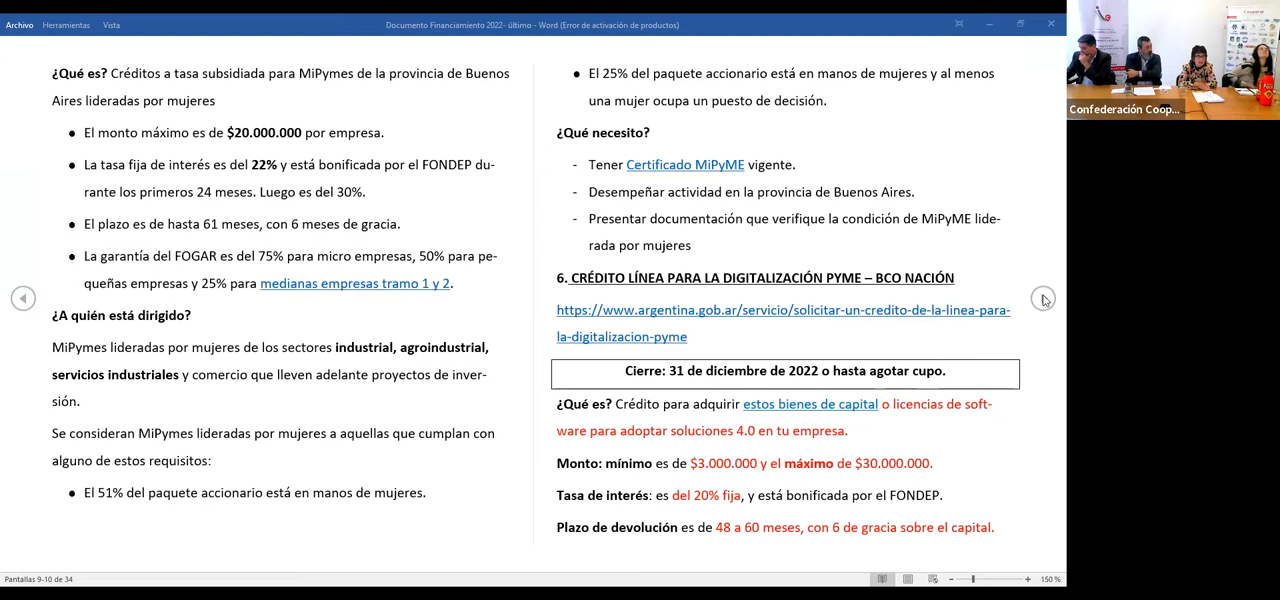 Archivo Herramientas Vista Documento Financiamiento 2022- último - Word (Error de activación de productos)
¿Qué es? Créditos a tasa subsidiada para MiPymes de la provincia de Buenos
Aires lideradas por mujeres
● El monto máximo es de $20.000.000 por empresa.
● La tasa fija de interés es del 22% y está bonificada por el FONDEP du-
rante los primeros 24 meses. Luego es del 30%.
● El plazo es de hasta 61 meses, con 6 meses de gracia.
● La garantía del FOGAR es del 75% para micro empresas, 50% para pe-
queñas empresas y 25% para medianas empresas tramo 1 y 2.
¿A quién está dirigido?
MiPymes lideradas por mujeres de los sectores industrial, agroindustrial,
servicios industriales y comercio que lleven adelante proyectos de inver-
sión.
Se consideran MiPymes lideradas por mujeres a aquellas que cumplan con
alguno de estos requisitos:
● El 51% del paquete accionario está en manos de mujeres.
● El 25% del paquete accionario está en manos de mujeres y al menos
una mujer ocupa un puesto de decisión.
¿Qué necesito?
- Tener Certificado MiPyME vigente.
- Desempeñar actividad en la provincia de Buenos Aires.
- Presentar documentación que verifique la condición de MiPyME lide-
rada por mujeres
6. CRÉDITO LÍNEA PARA LA DIGITALIZACIÓN PYME – BCO NACIÓN
https://www.argentina.gob.ar/servicio/solicitar-un-credito-de-la-linea-para-
la-digitalizacion-pyme
Cierre: 31 de diciembre de 2022 o hasta agotar cupo.
¿Qué es? Crédito para adquirir estos bienes de capital o licencias de soft-
ware para adoptar soluciones 4.0 en tu empresa.
Monto: mínimo es de $3.000.000 y el máximo de $30.000.000.
Tasa de interés: es del 20% fija, y está bonificada por el FONDEP.
Plazo de devolución es de 48 a 60 meses, con 6 de gracia sobre el capital.
Pantallas 9-10 de 34
150 %
Confederación Coop...